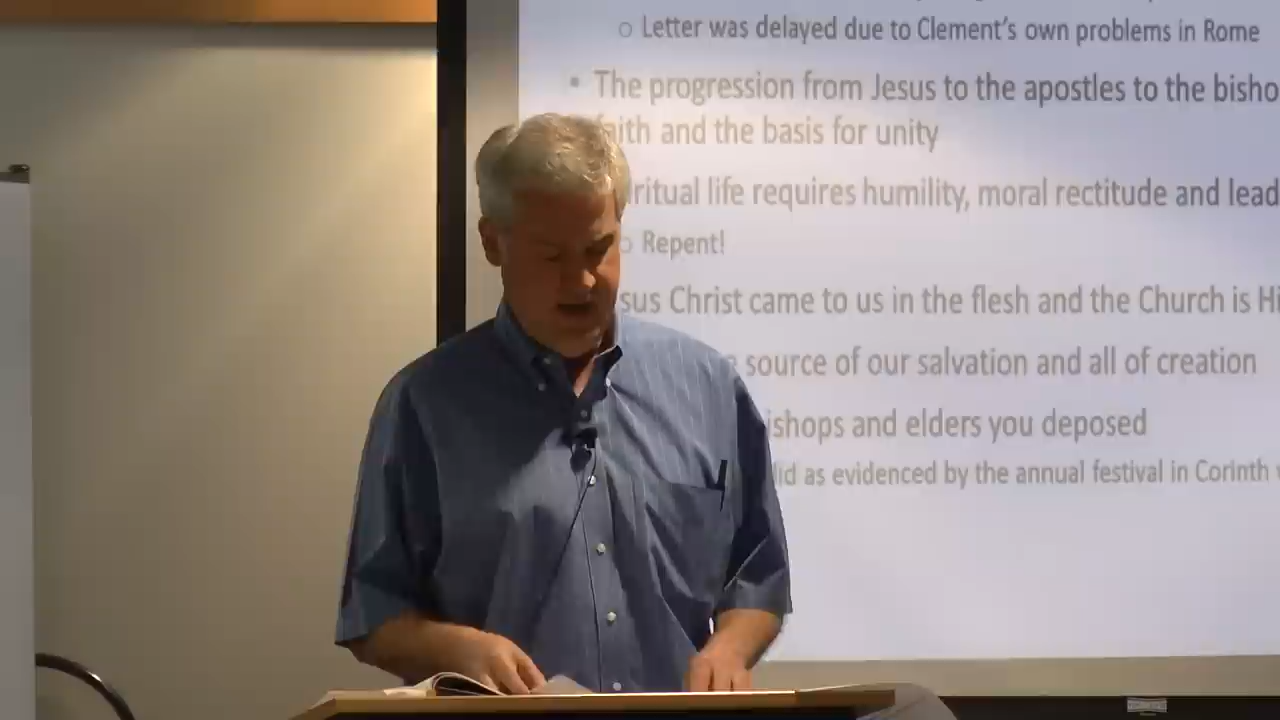 o Letter was delayed due to Clement's own problems in Rome
• The progression from Jesus to the apostles to the bisho
faith and the basis for unity
iritual life requires humility, moral rectitude and lead
o Repent!
sus Christ came to us in the flesh and the Church is Hi
source of our salvation and all of creation
ishops and elders you deposed
did as evidenced by the annual festival in Corinth